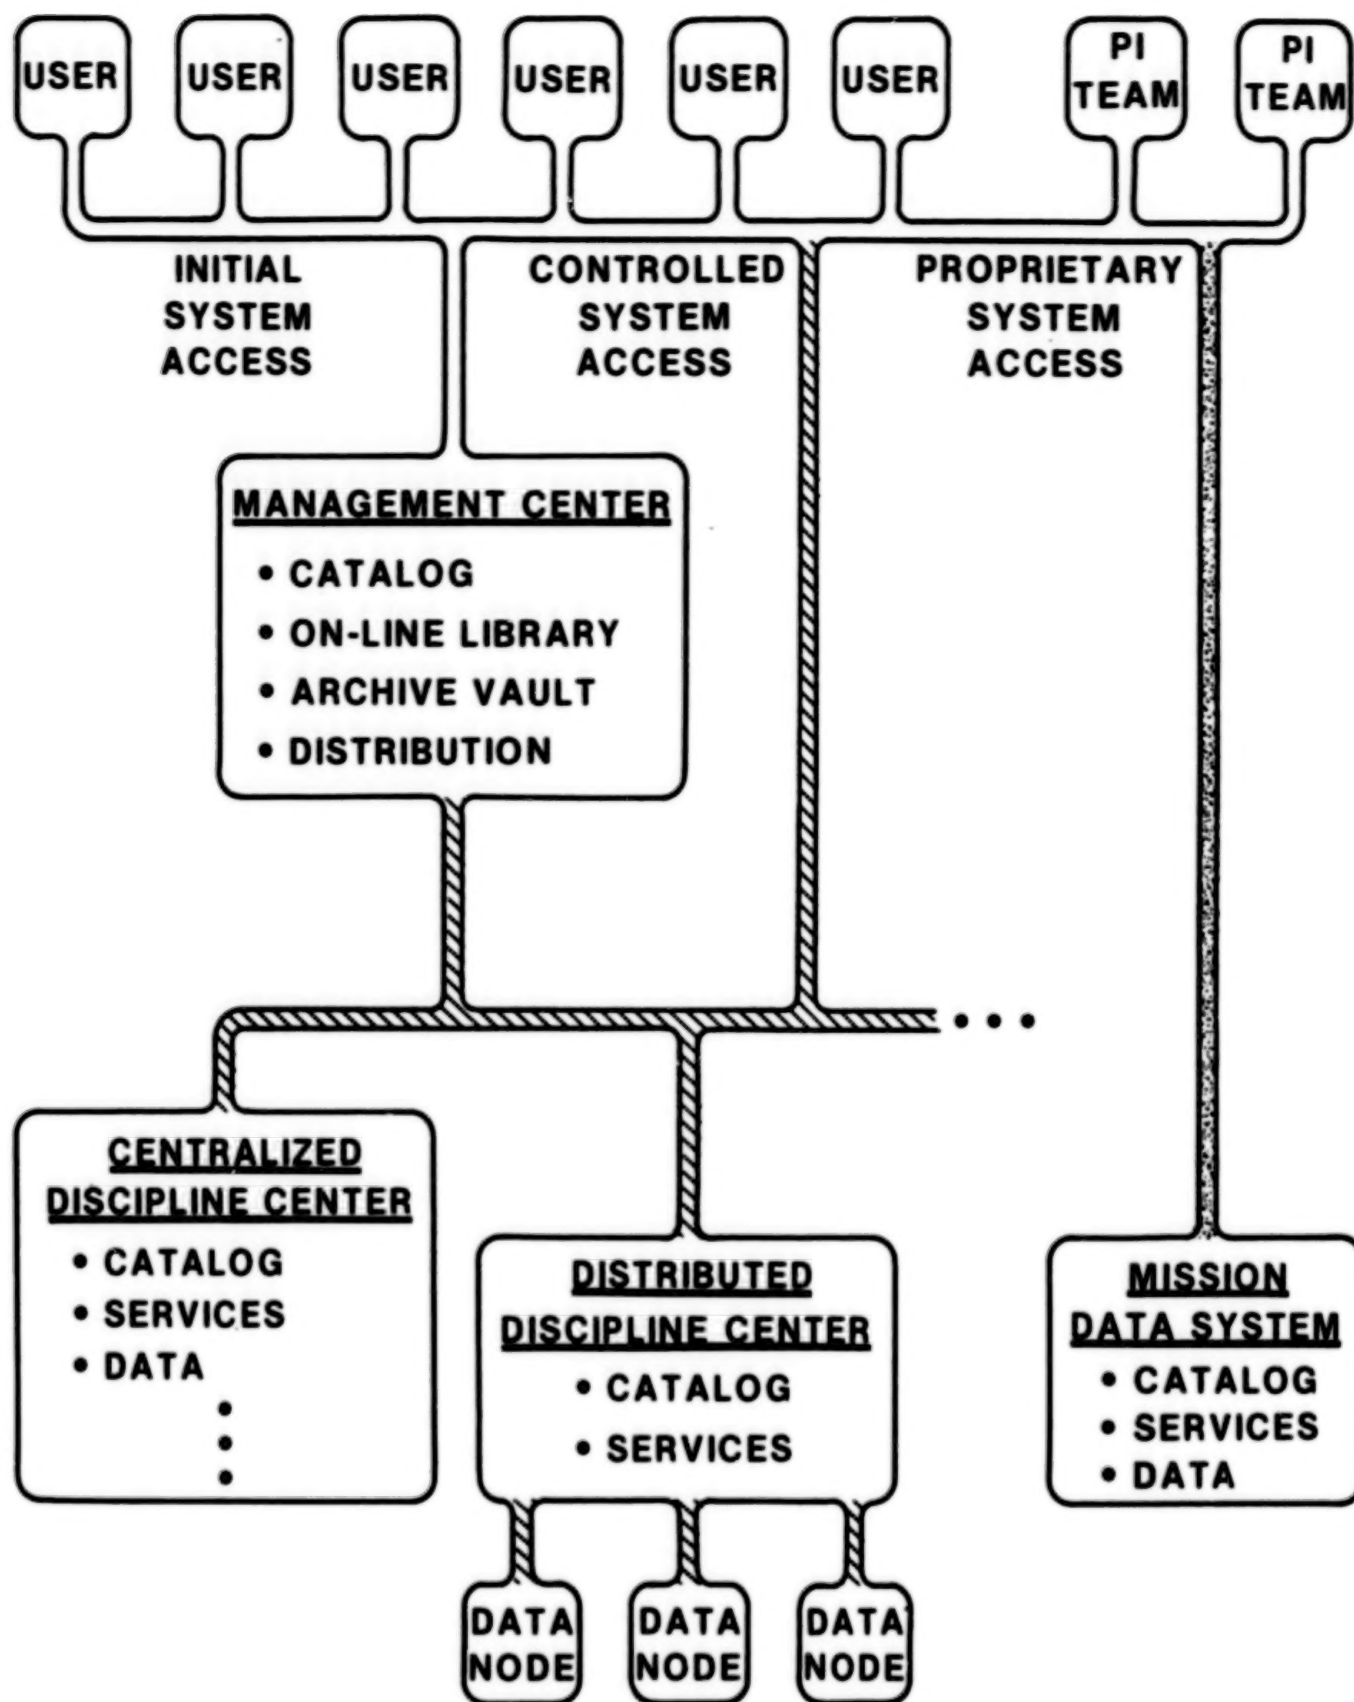 USER USER USER USER USER USER PI TEAM PI TEAM
INITIAL
SYSTEM
ACCESS
CONTROLLED
SYSTEM
ACCESS
PROPRIETARY
SYSTEM
ACCESS
MANAGEMENT CENTER
• CATALOG
• ON-LINE LIBRARY
• ARCHIVE VAULT
• DISTRIBUTION
• • •
CENTRALIZED
DISCIPLINE CENTER
• CATALOG
• SERVICES
• DATA
•
•
•
DISTRIBUTED
DISCIPLINE CENTER
• CATALOG
• SERVICES
MISSION
DATA SYSTEM
• CATALOG
• SERVICES
• DATA
DATA
NODE
DATA
NODE
DATA
NODE